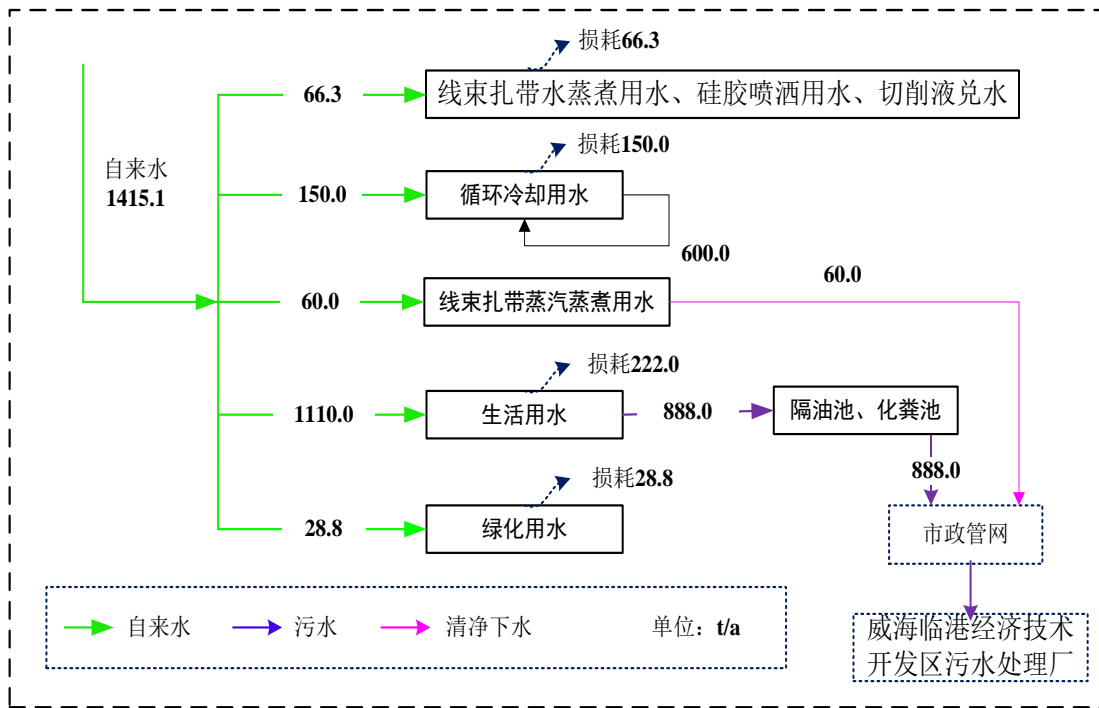 损耗66.3
66.3
线束扎带水蒸煮用水、硅胶喷洒用水、切削液兑水
自来水
1415.1
损耗150.0
150.0
循环冷却用水
600.0
60.0
线束扎带蒸汽蒸煮用水
60.0
损耗222.0
1110.0
生活用水
888.0
隔油池、化粪池
888.0
损耗28.8
28.8
绿化用水
市政管网
自来水
污水
清净下水
单位：t/a
威海临港经济技术
开发区污水处理厂